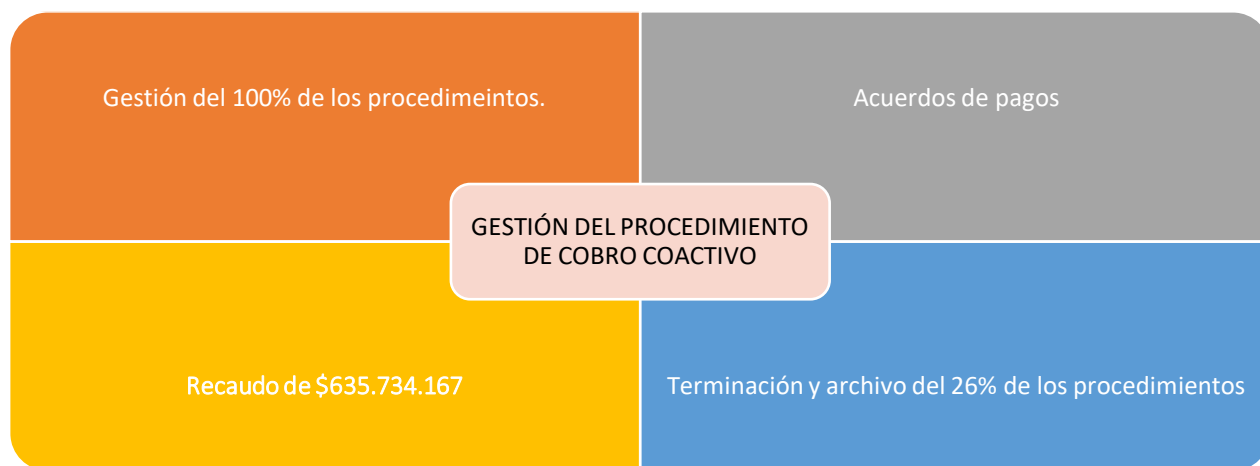 Gestión del 100% de los procedimeintos.
Acuerdos de pagos
GESTIÓN DEL PROCEDIMIENTO
DE COBRO COACTIVO
Recaudo de $635.734.167
Terminación y archivo del 26% de los procedimientos